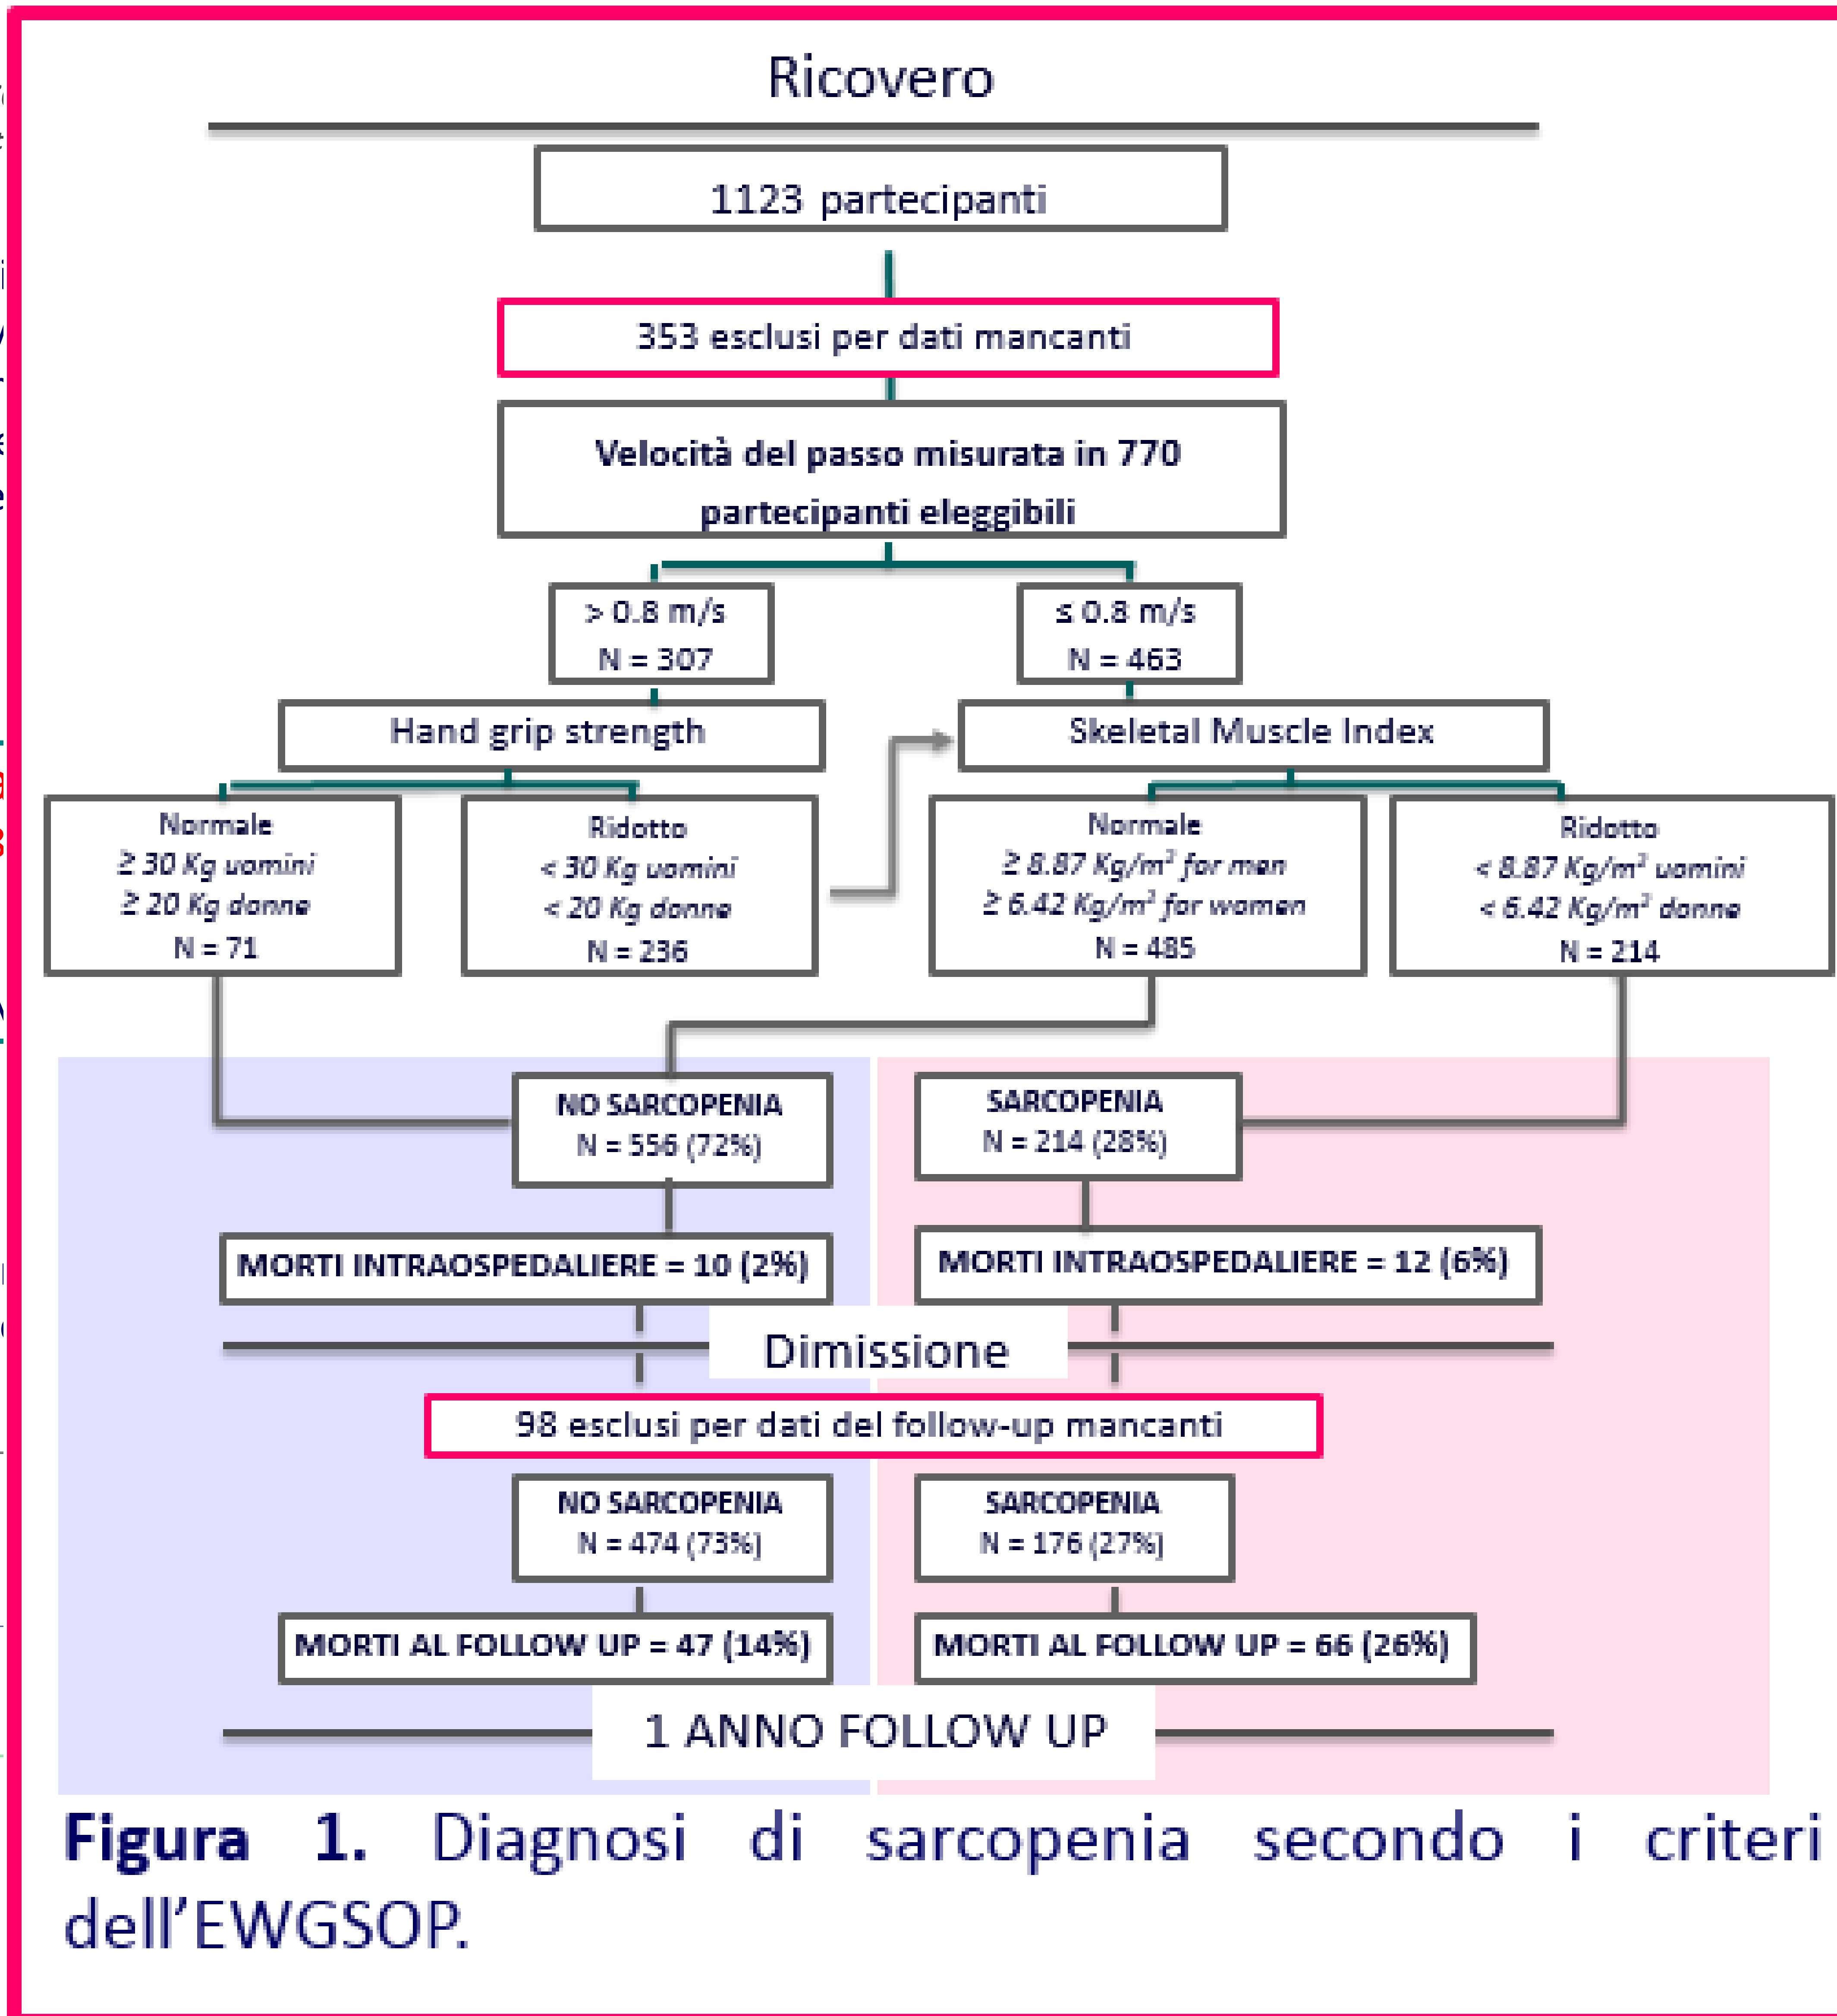 Ricovero
1123 partecipanti
353 esclusi per dati mancanti
Velocità del passo misurata in 770
partecipanti eleggibili
> 0.8 m/s
N = 307
≤ 0.8 m/s
N = 463
Hand grip strength
Skeletal Muscle Index
Normale
≥ 30 Kg uomini
≥ 20 Kg donne
N = 71
Ridotto
< 30 Kg uomini
< 20 Kg donne
N = 236
Normale
≥ 8.87 Kg/m² for men
≥ 6.42 Kg/m² for women
N = 485
Ridotto
< 8.87 Kg/m² uomini
< 6.42 Kg/m² donne
N = 214
NO SARCOPENIA
N = 556 (72%)
SARCOPENIA
N = 214 (28%)
MORTI INTRAOSPEDALIERE = 10 (2%)
MORTI INTRAOSPEDALIERE = 12 (6%)
Dimissione
98 esclusi per dati del follow-up mancanti
NO SARCOPENIA
N = 474 (73%)
SARCOPENIA
N = 176 (27%)
MORTI AL FOLLOW UP = 47 (14%)
MORTI AL FOLLOW UP = 66 (26%)
1 ANNO FOLLOW UP
Figura 1. Diagnosi di sarcopenia secondo i criteri
dell'EWGSOP.